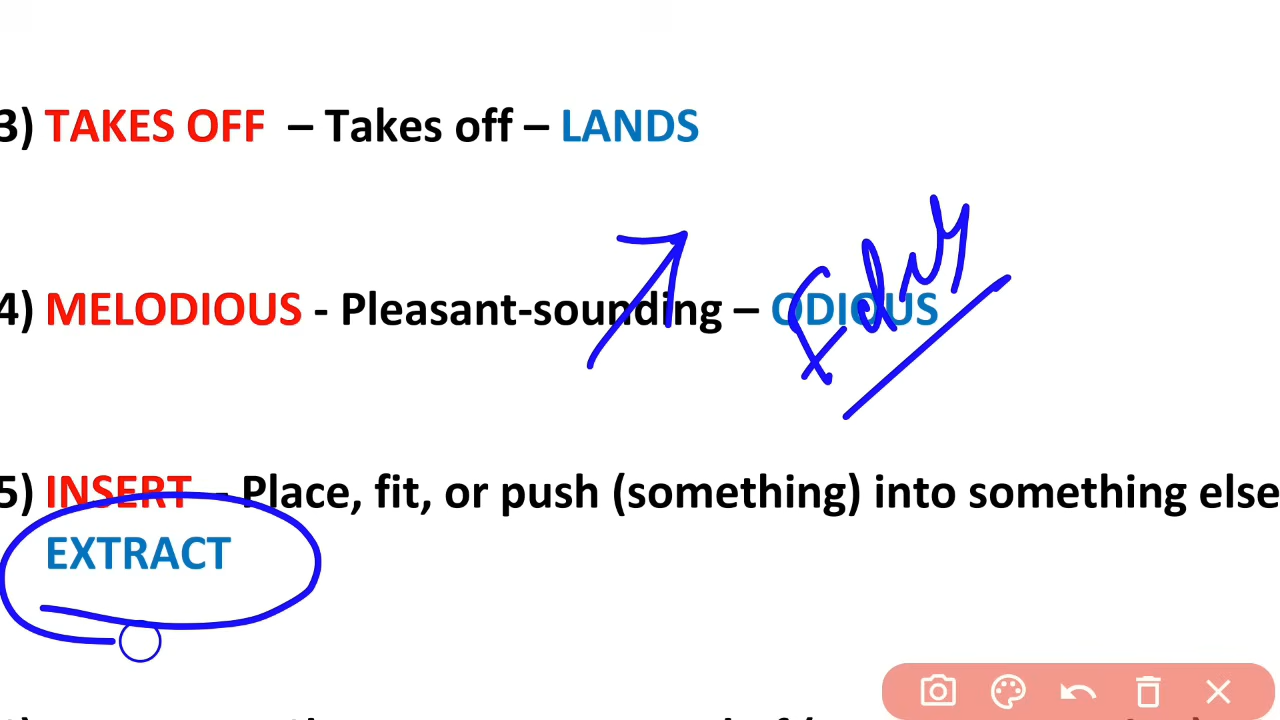 3) TAKES OFF – Takes off – LANDS
4) MELODIOUS - Pleasant-sounding – ODIOUS
5) INSERT - Place, fit, or push (something) into something else
EXTRACT